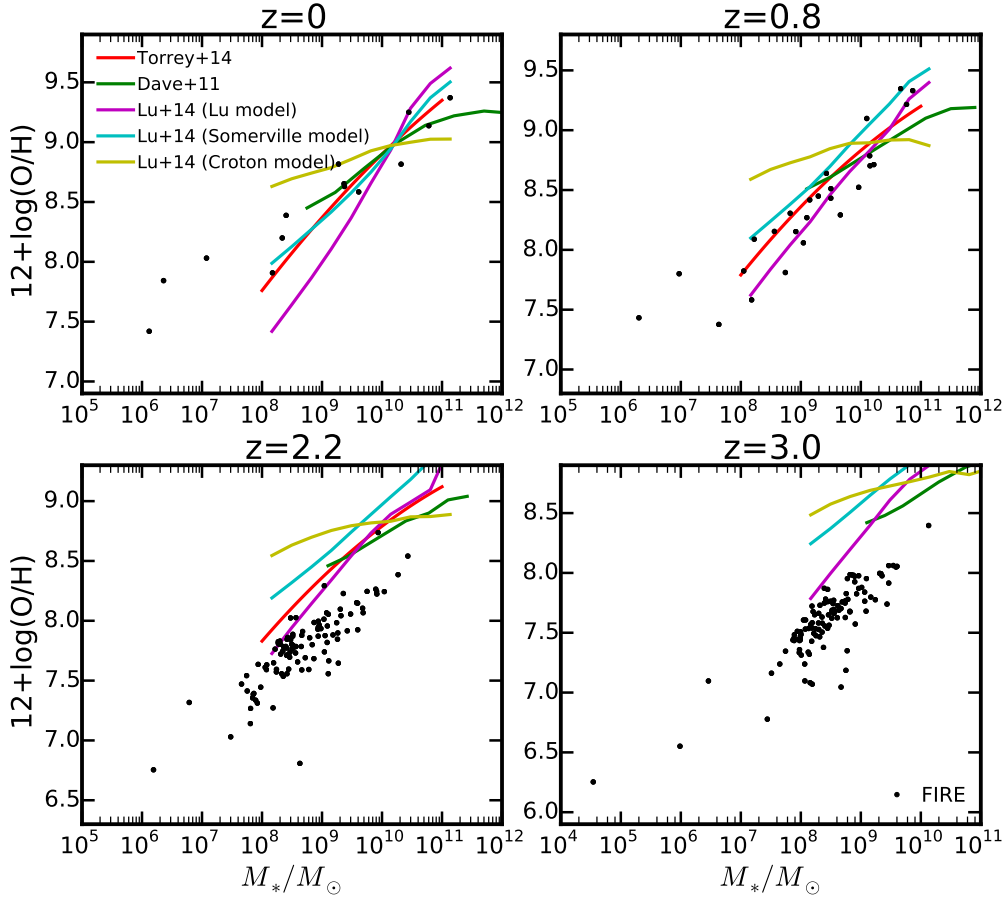 z=0
z=0.8
9.5
9.0
8.5
8.0
7.5
7.0
12+log(O/H)
Torrey+14
Dave+11
Lu+14 (Lu model)
Lu+14 (Somerville model)
Lu+14 (Croton model)
10^5 10^6 10^7 10^8 10^9 10^10 10^11 10^12
9.5
9.0
8.5
8.0
7.5
7.0
10^5 10^6 10^7 10^8 10^9 10^10 10^11 10^12
z=2.2
z=3.0
9.0
8.5
8.0
7.5
7.0
6.5
12+log(O/H)
10^5 10^6 10^7 10^8 10^9 10^10 10^11 10^12
M_*/M_⊙
8.5
8.0
7.5
7.0
6.5
6.0
FIRE
10^4 10^5 10^6 10^7 10^8 10^9 10^10 10^11
M_*/M_⊙